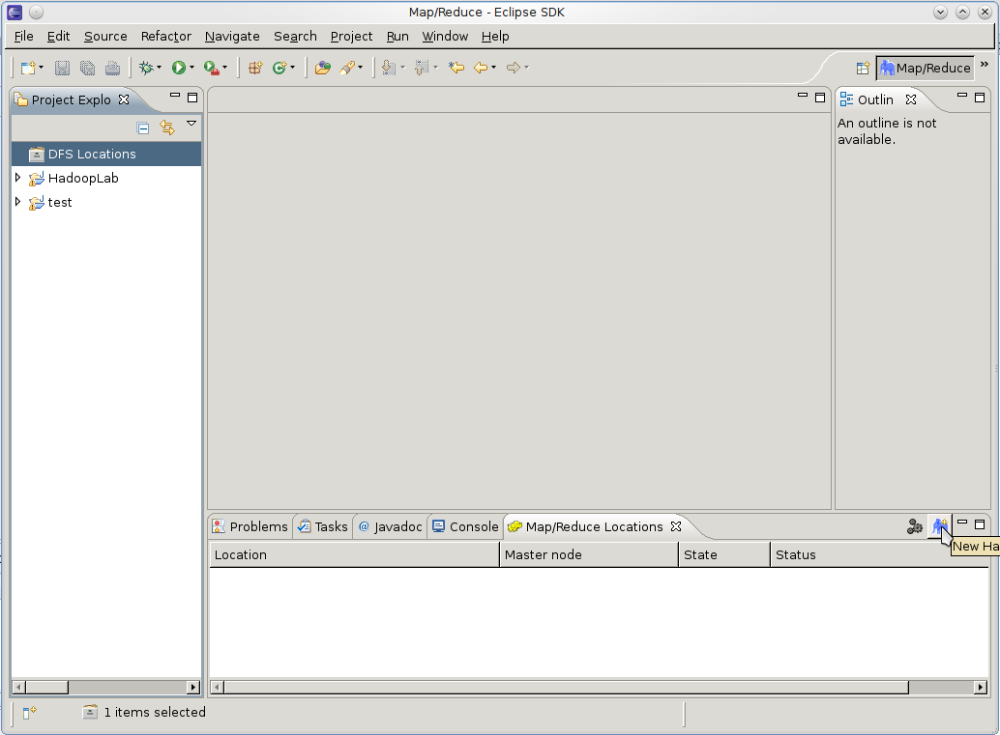 Map/Reduce - Eclipse SDK
File Edit Source Refactor Navigate Search Project Run Window Help
Map/Reduce »
Project Explo
Outlin
An outline is not
available.
DFS Locations
HadoopLab
test
Problems @ Javadoc Tasks Console Map/Reduce Locations
New Ha
Location Master node State Status
1 items selected